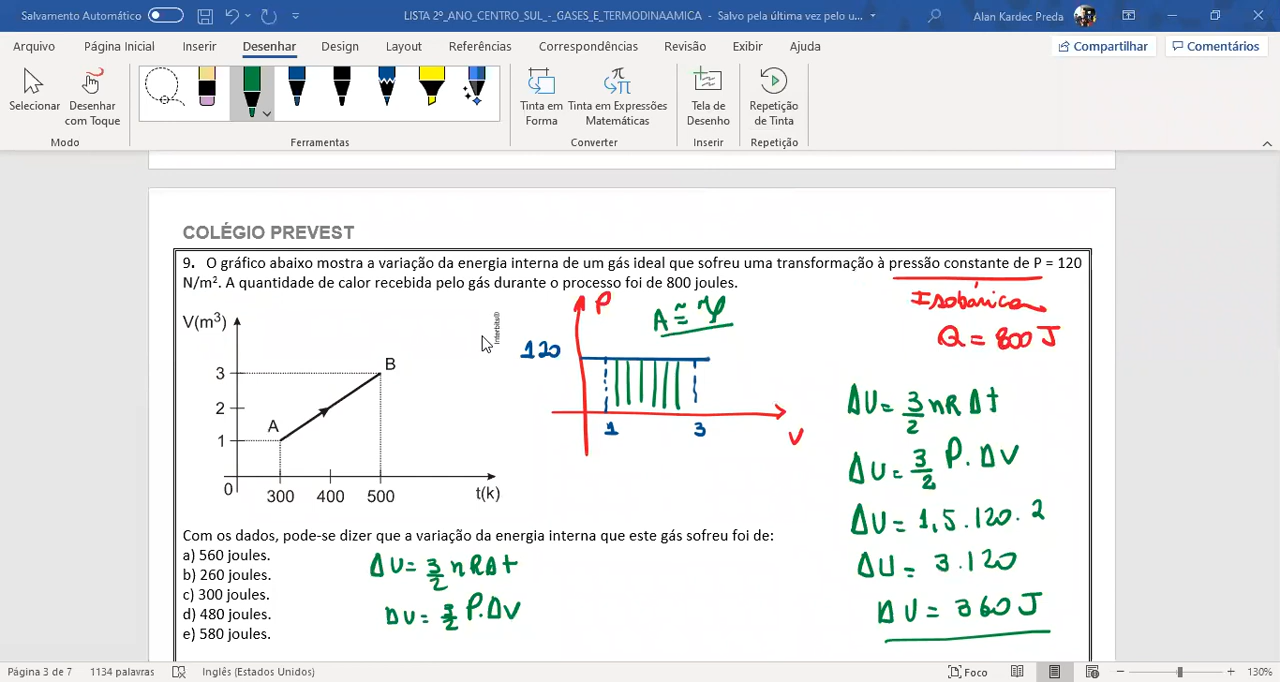 Salvamento Automático
LISTA 2º_ANO_CENTRO_SUL_-_GASES_E_TERMODINAAMICA - Salvo pela última vez pelo u...
Alan Kardec Preda
Arquivo Página Inicial Inserir Desenhar Design Layout Referências Correspondências Revisão Exibir Ajuda
Compartilhar Comentários
Selecionar
Desenhar com Toque
Tinta em Forma
Tinta em Expressões Matemáticas
Tela de Desenho
Repetição de Tinta
Modo Ferramentas Converter Inserir Repetição
COLÉGIO PREVEST
9. O gráfico abaixo mostra a variação da energia interna de um gás ideal que sofreu uma transformação à pressão constante de P = 120
N/m². A quantidade de calor recebida pelo gás durante o processo foi de 800 joules.
Isobárica
Q = 800 J
V(m³)
3
2
1
0
A
B
300 400 500
t(k)
Interbits®
P
120
1 3
V
ΔU = 3/2 nRΔt
ΔU = 3/2 P.ΔV
ΔU = 1,5.120.2
ΔU = 3.120
ΔU = 360 J
Com os dados, pode-se dizer que a variação da energia interna que este gás sofreu foi de:
a) 560 joules.
b) 260 joules.
c) 300 joules.
d) 480 joules.
e) 580 joules.
ΔU = 3/2 nRΔt
ΔU = 3/2 P.ΔV
Página 3 de 7 1134 palavras Inglês (Estados Unidos) Foco 130%